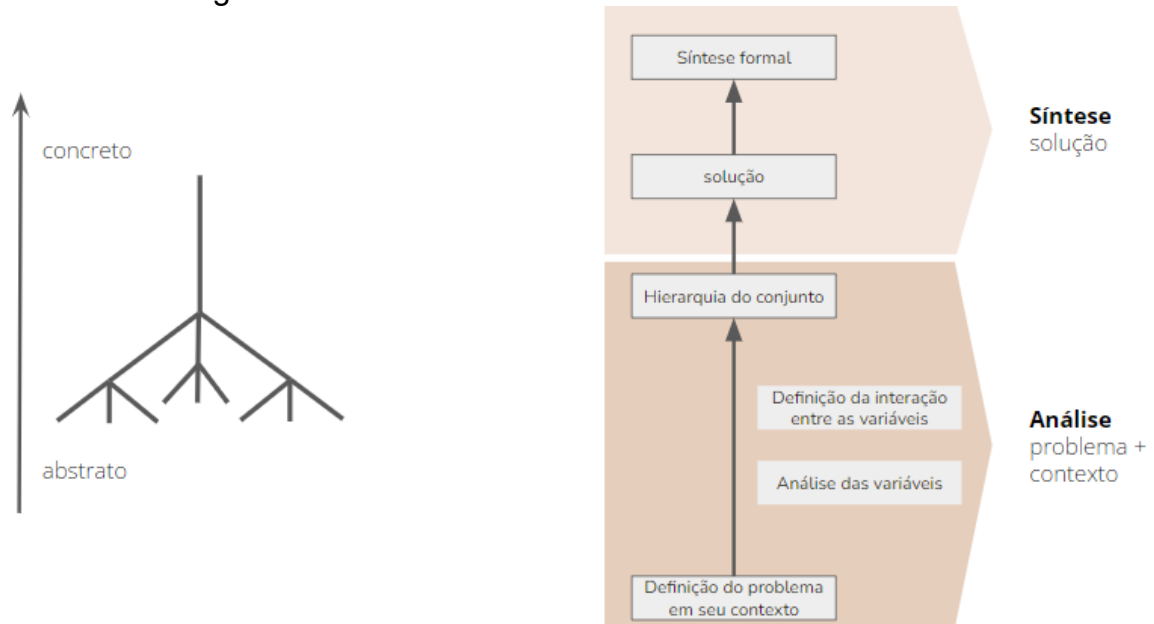 concreto
abstrato
Síntese formal
solução
Hierarquia do conjunto
Definição da interação
entre as variáveis
Análise das variáveis
Definição do problema
em seu contexto
Síntese
solução
Análise
problema +
contexto